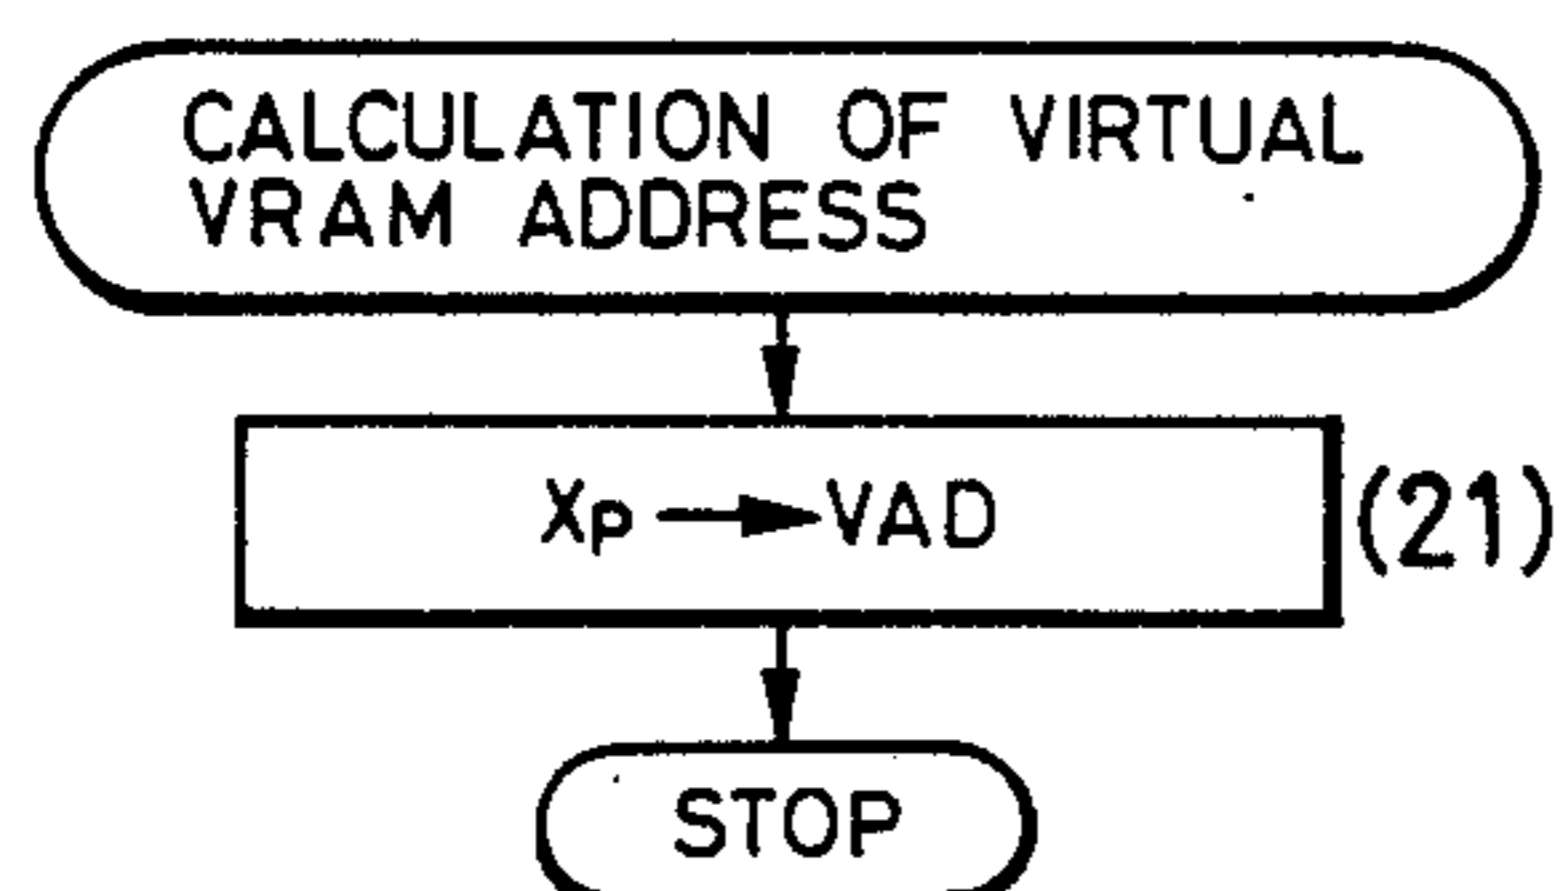 CALCULATION OF VIRTUAL
VRAM ADDRESS
Xp → VAD
(21)
STOP